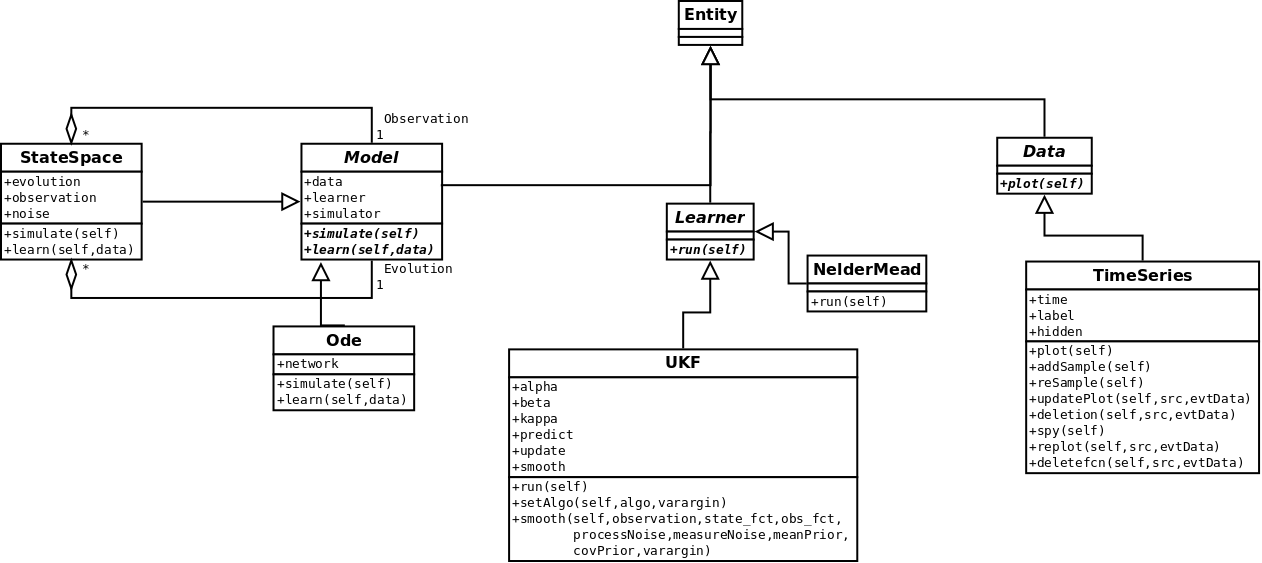 Entity
Observation
*
1
StateSpace
+evolution
+observation
+noise
+simulate(self)
+learn(self,data)
Model
+data
+learner
+simulator
+simulate(self)
+learn(self,data)
*
Evolution
1
Ode
+network
+simulate(self)
+learn(self,data)
Learner
+run(self)
NelderMead
+run(self)
UKF
+alpha
+beta
+kappa
+predict
+update
+smooth
+run(self)
+setAlgo(self,algo,varargin)
+smooth(self,observation,state_fct,obs_fct,
processNoise,measureNoise,meanPrior,
covPrior,varargin)
Data
+plot(self)
TimeSeries
+time
+label
+hidden
+plot(self)
+addSample(self)
+reSample(self)
+updatePlot(self,src,evtData)
+deletion(self,src,evtData)
+spy(self)
+replot(self,src,evtData)
+deletefcn(self,src,evtData)